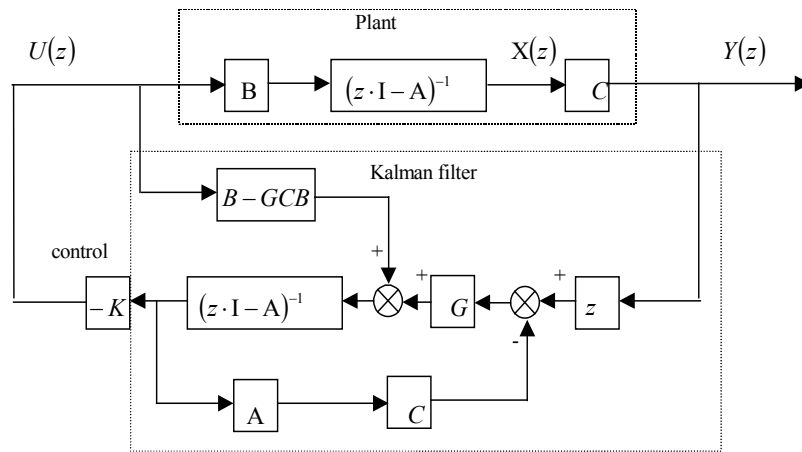 Plant
U(z)
X(z)
Y(z)
B
(z·I−A)⁻¹
C
Kalman filter
B−GCB
control
+
+
+
−K
(z·I−A)⁻¹
G
z
-
A
C